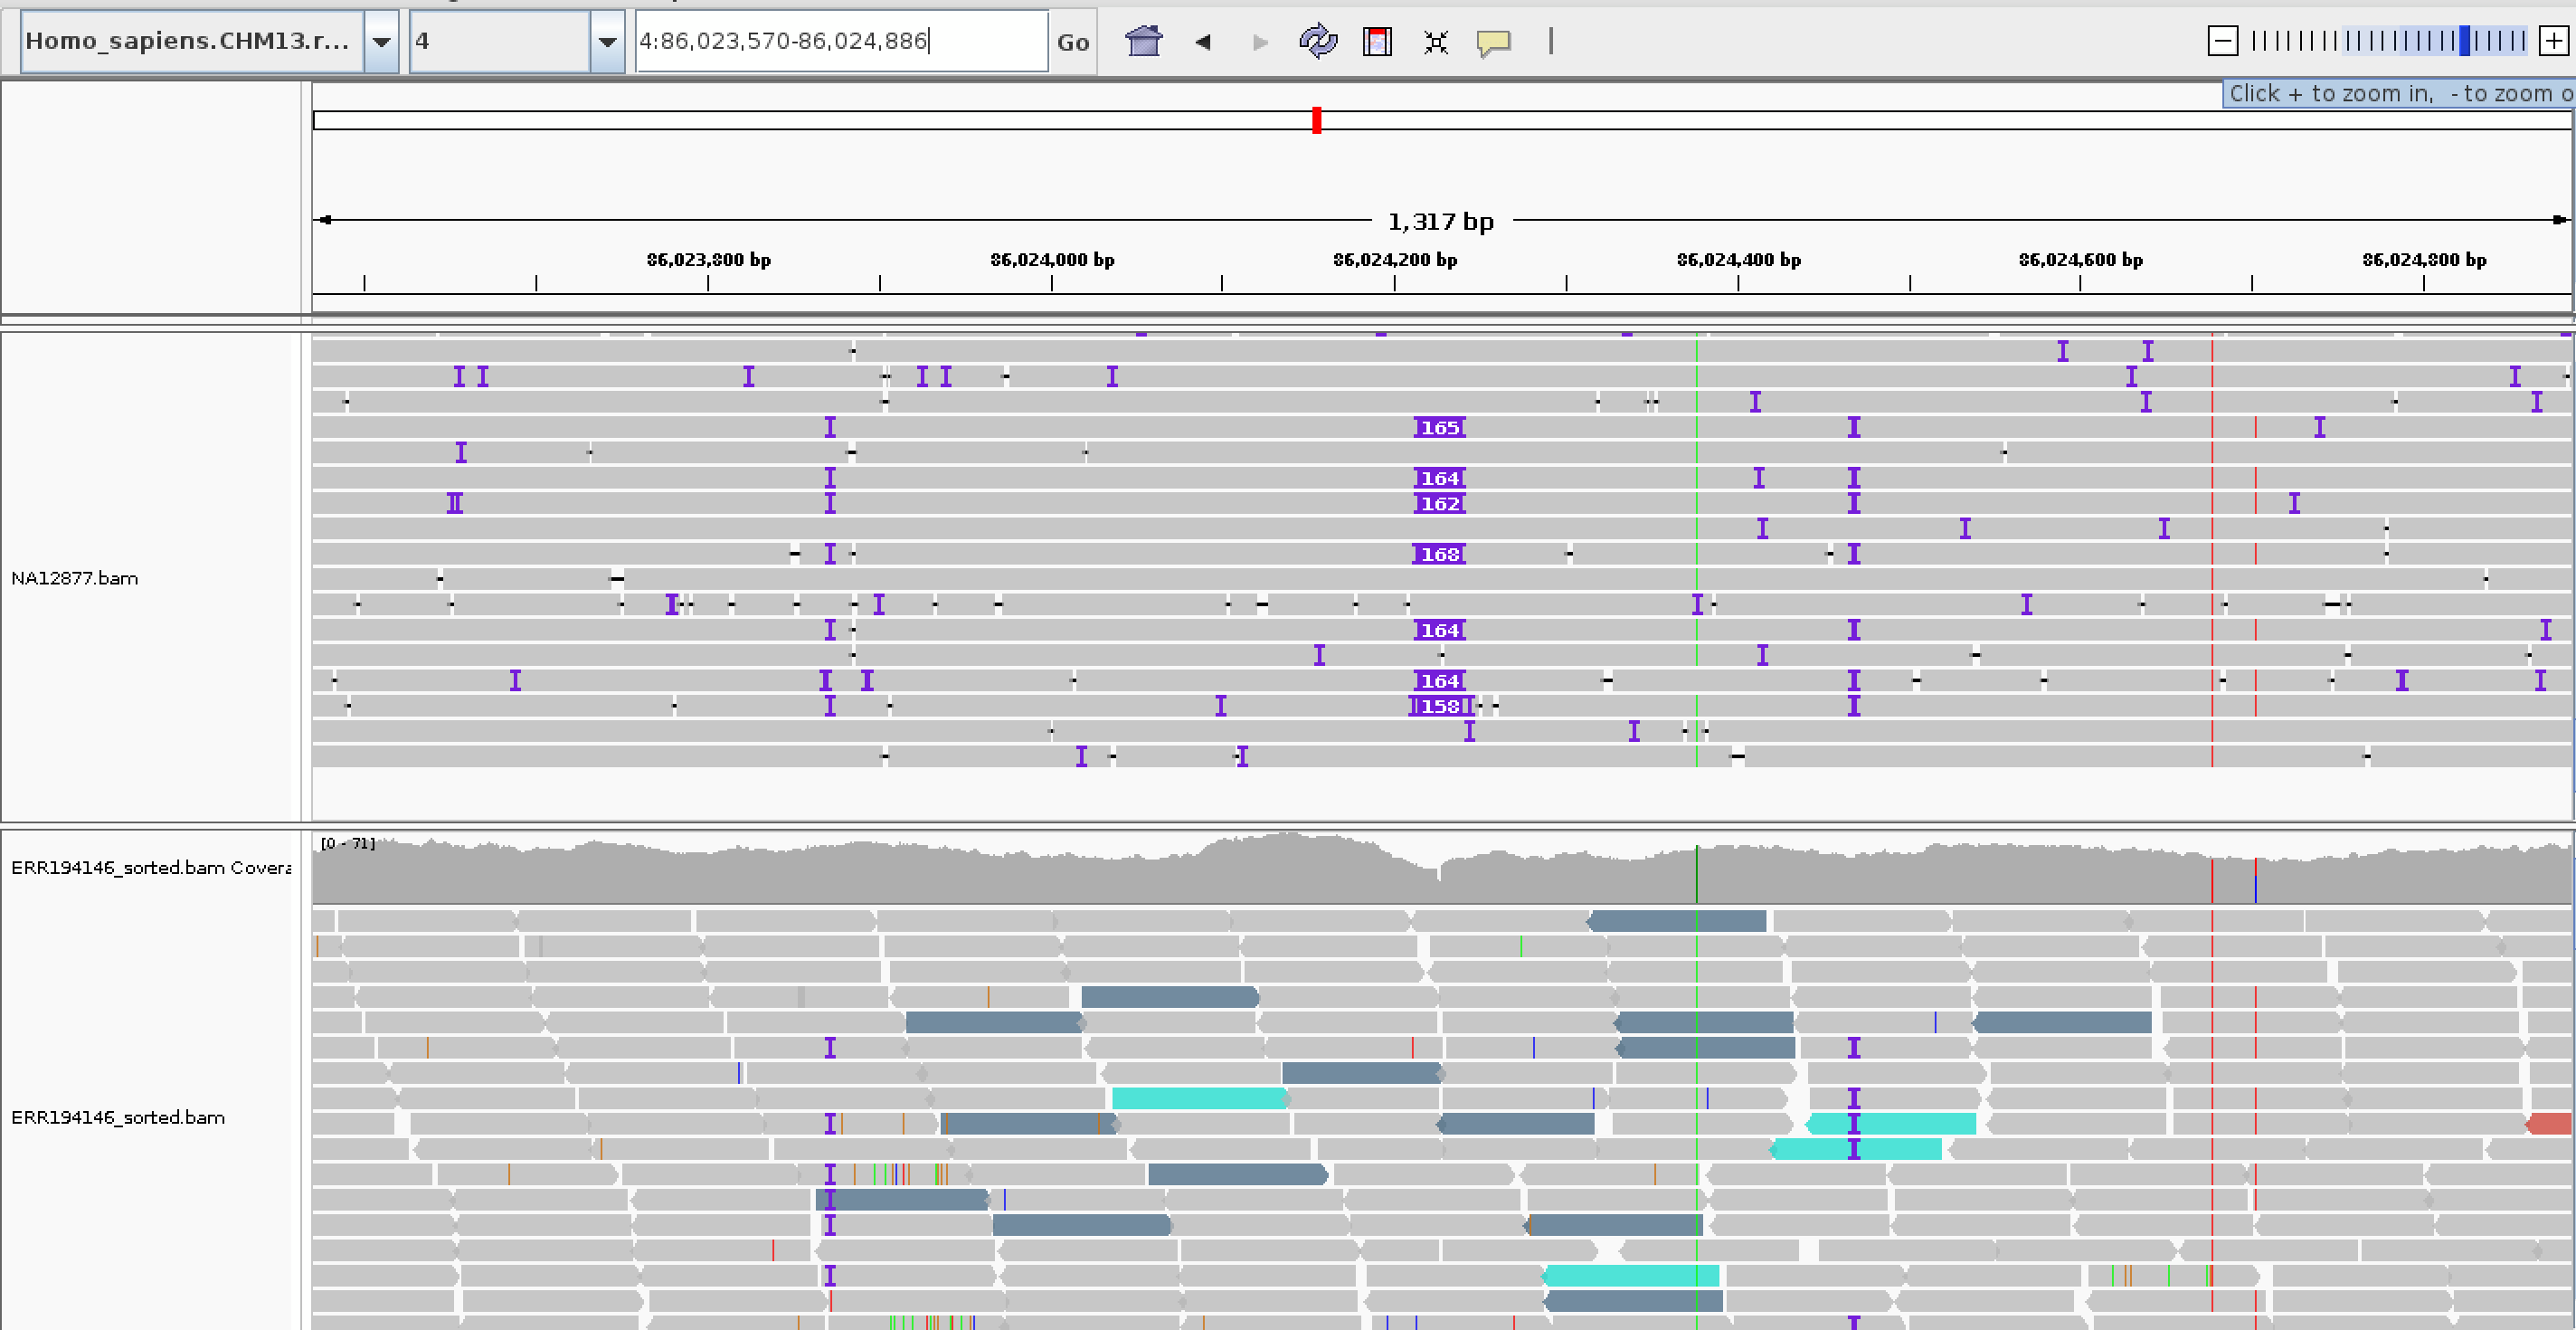 Homo_sapiens.CHM13.r... 4 4:86,023,570-86,024,886 Go
Click + to zoom in, - to zoom o
1,317 bp
86,023,800 bp 86,024,000 bp 86,024,200 bp 86,024,400 bp 86,024,600 bp 86,024,800 bp
165
164
162
168
NA12877.bam
164
164
158
[0 - 71]
ERR194146_sorted.bam Covera
ERR194146_sorted.bam